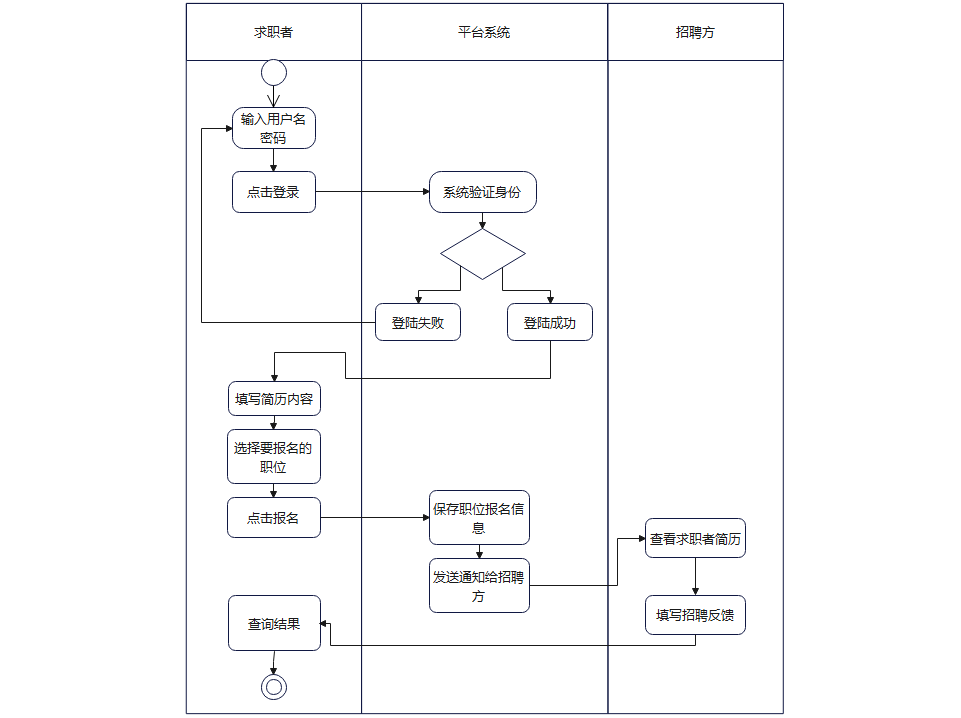 求职者
平台系统
招聘方
输入用户名
密码
点击登录
系统验证身份
登陆失败
登陆成功
填写简历内容
选择要报名的
职位
点击报名
保存职位报名信
息
发送通知给招聘
方
查看求职者简历
填写招聘反馈
查询结果